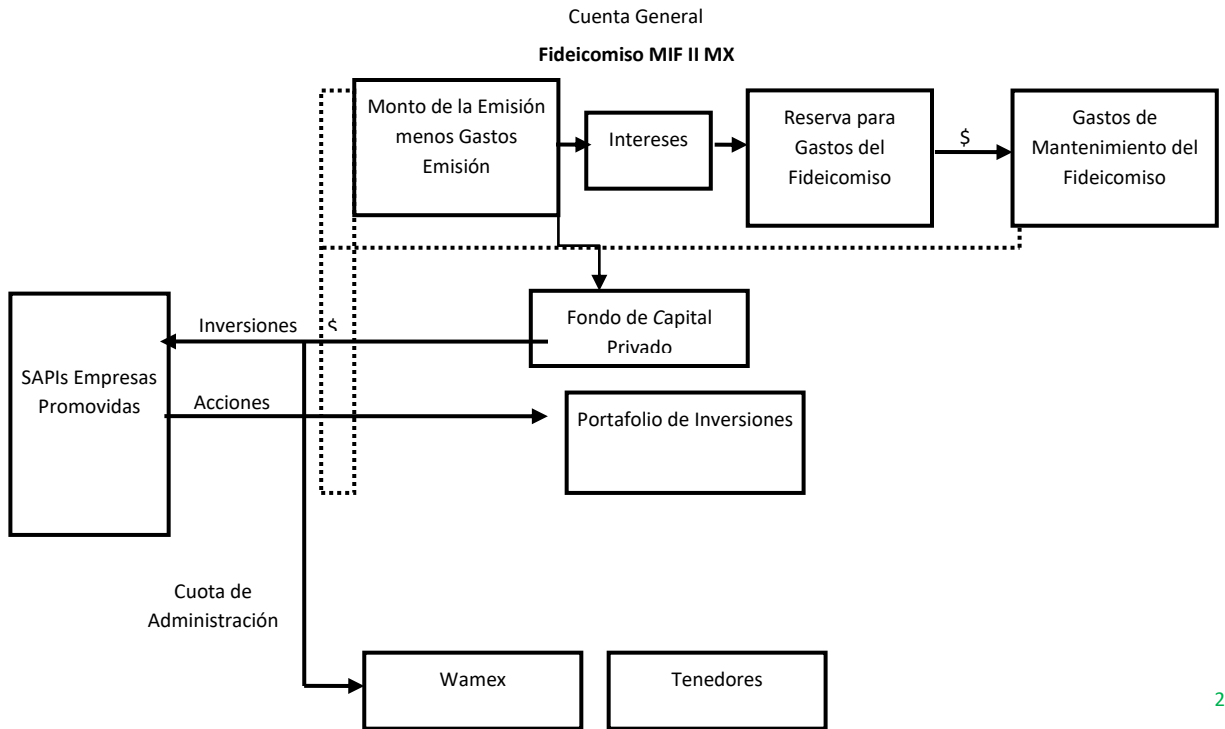 Cuenta General
Fideicomiso MIF II MX
Monto de la Emisión
menos Gastos
Emisión
Intereses
Reserva para
Gastos del
Fideicomiso
$
Gastos de
Mantenimiento del
Fideicomiso
Fondo de Capital
Privado
Inversiones
$
SAPIs Empresas
Promovidas
Acciones
Portafolio de Inversiones
Cuota de
Administración
Wamex
Tenedores
2